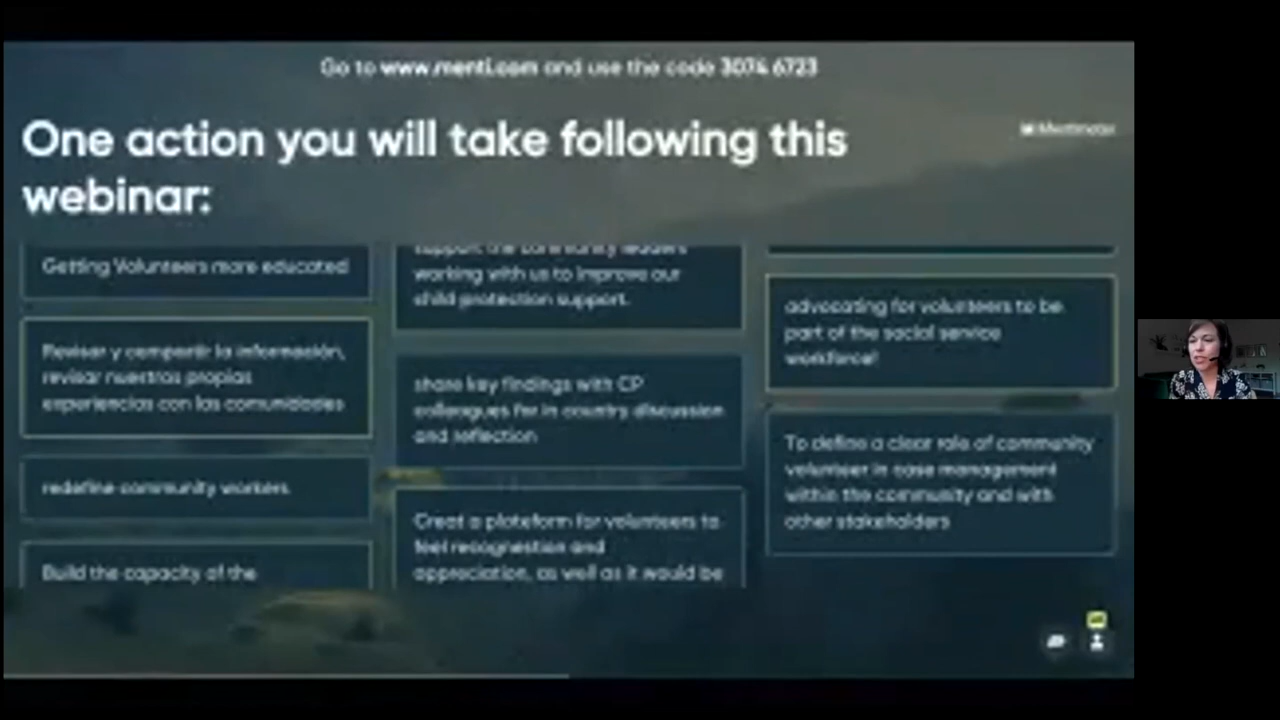 Go to www.menti.com and use the code 3074 6723
One action you will take following this
webinar:
Mentimeter
Getting Volunteers more educated
Revisar y compartir la información,
revisar nuestras propias
experiencias con las comunidades
redefine community workers
Build the capacity of the
support the community leaders
working with us to improve our
child protection support.
share key findings with CP
colleagues for in country discussion
and reflection
Creat a plateform for volunteers to
feel recognestion and
appreciation, as well as it would be
advocating for volunteers to be
part of the social service
workforce!
To define a clear role of community
volunteer in case management
within the community and with
other stakeholders